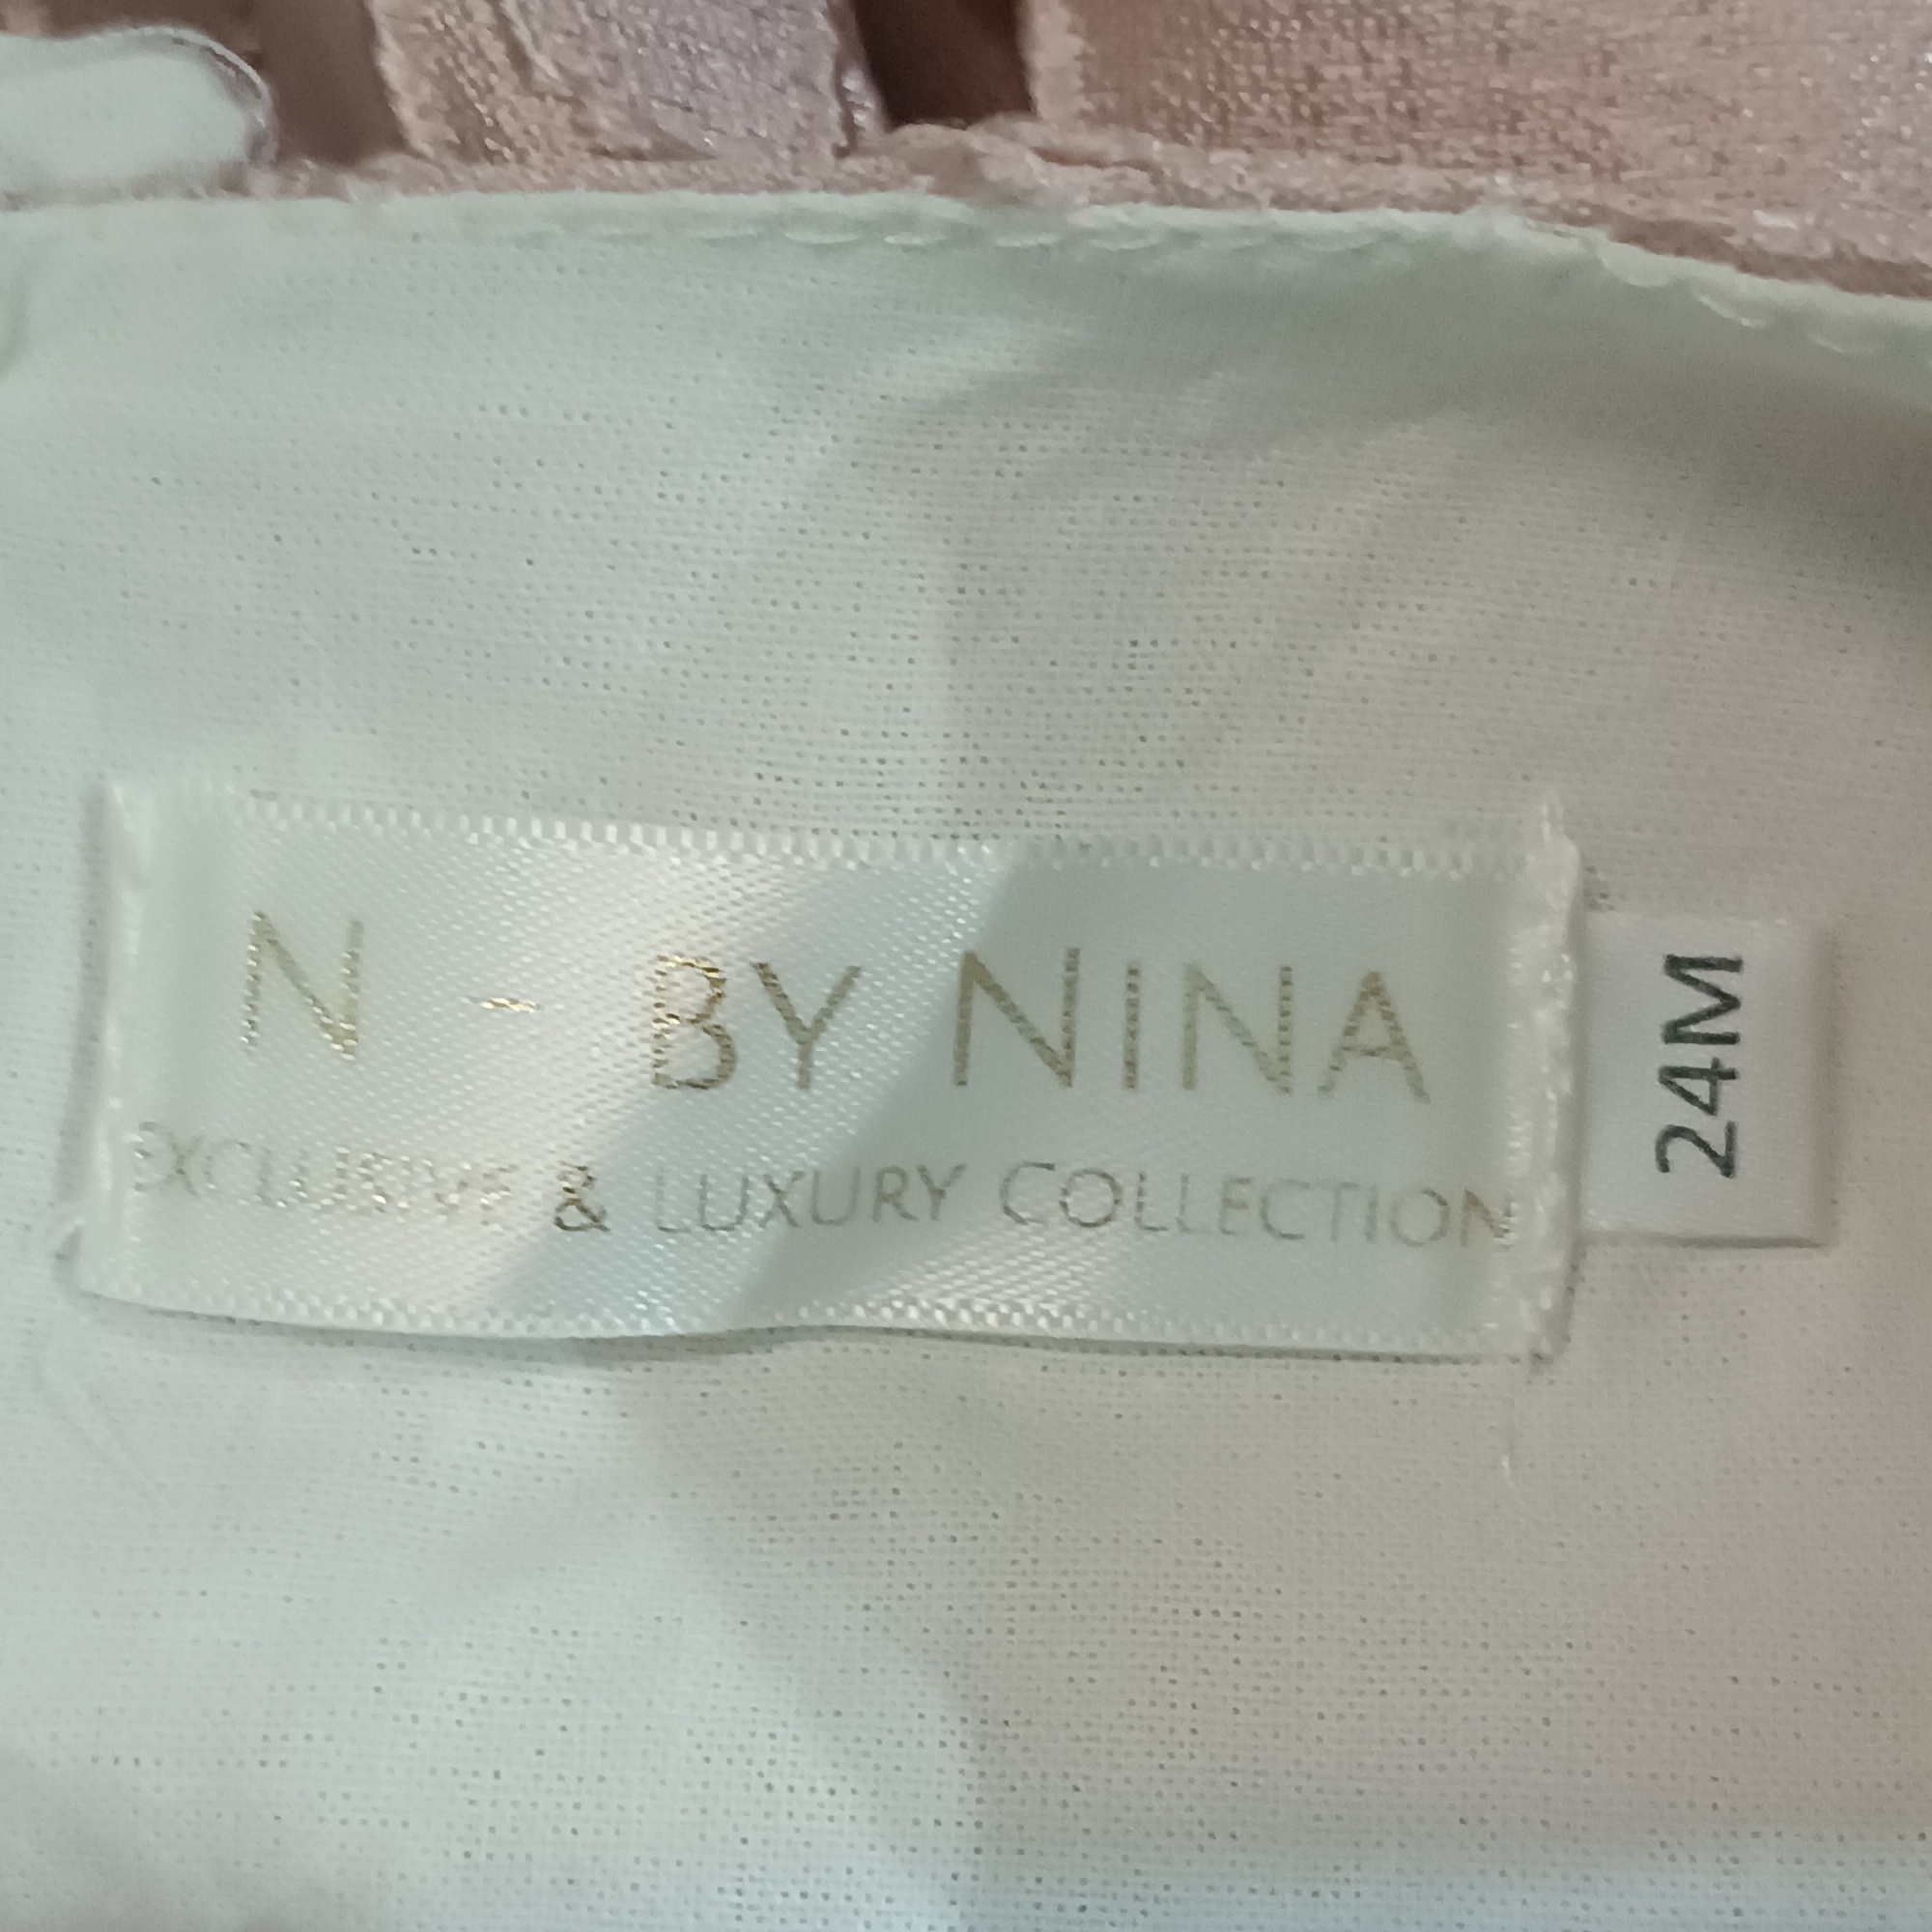 N - BY NINA
EXCLUSIVE & LUXURY COLLECTION
24M